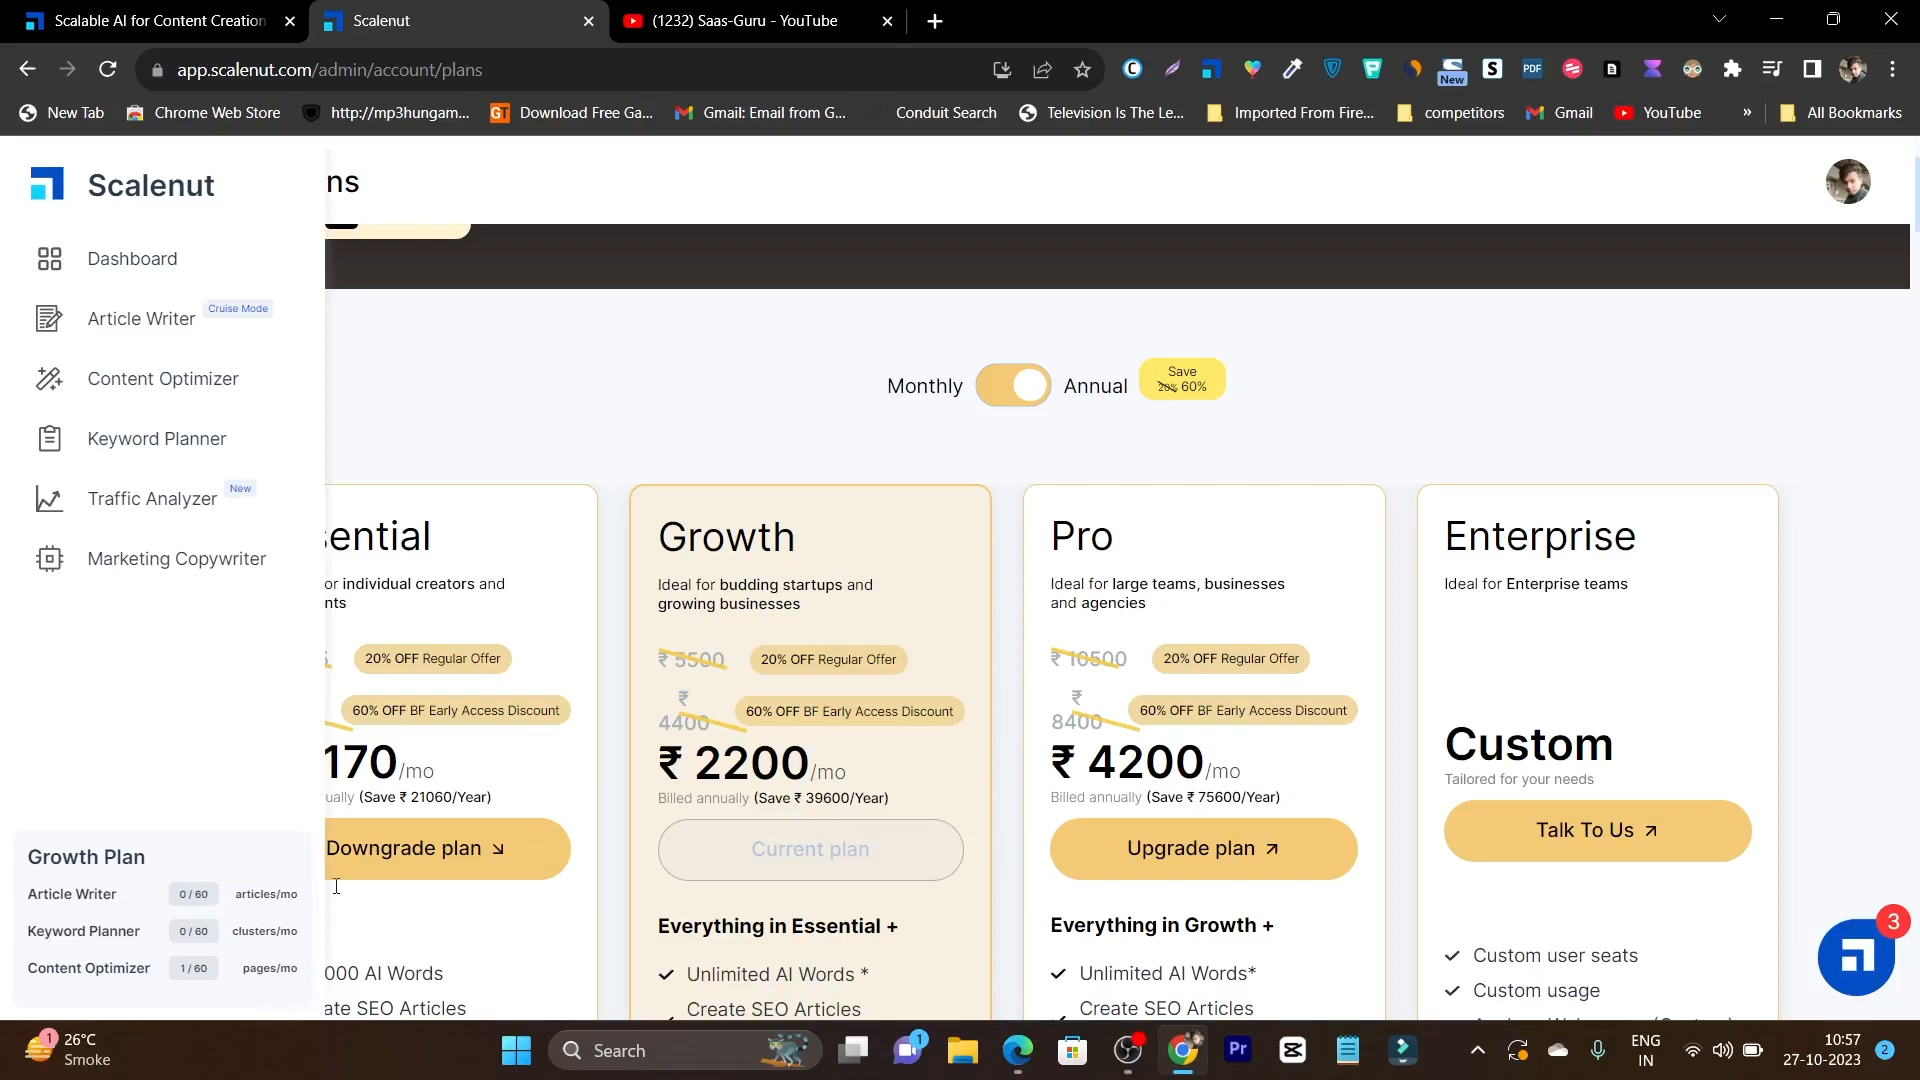 Scalable AI for Content Creation
Scalenut
(1232) Saas-Guru - YouTube
app.scalenut.com/admin/account/plans
New
PDF
New Tab
Chrome Web Store
http://mp3hungam...
GT
Download Free Ga...
Gmail: Email from G...
Conduit Search
Television Is The Le...
Imported From Fire...
competitors
Gmail
YouTube
»
All Bookmarks
Scalenut
ns
Dashboard
Article Writer
Cruise Mode
Content Optimizer
Keyword Planner
Traffic Analyzer
New
Marketing Copywriter
Monthly
Annual
Save
20% 60%
sential
or individual creators and
nts
20% OFF Regular Offer
60% OFF BF Early Access Discount
170/mo
ually (Save ₹ 21060/Year)
Downgrade plan
000 AI Words
ate SEO Articles
Growth
Ideal for budding startups and
growing businesses
₹ 5500
20% OFF Regular Offer
₹
4400
60% OFF BF Early Access Discount
₹ 2200/mo
Billed annually (Save ₹ 39600/Year)
Current plan
Everything in Essential +
Unlimited AI Words *
Create SEO Articles
Pro
Ideal for large teams, businesses
and agencies
₹ 10500
20% OFF Regular Offer
₹
8400
60% OFF BF Early Access Discount
₹ 4200/mo
Billed annually (Save ₹ 75600/Year)
Upgrade plan
Everything in Growth +
Unlimited AI Words*
Create SEO Articles
Enterprise
Ideal for Enterprise teams
Custom
Tailored for your needs
Talk To Us
Custom user seats
Custom usage
Growth Plan
Article Writer 0 / 60 articles/mo
Keyword Planner 0 / 60 clusters/mo
Content Optimizer 1 / 60 pages/mo
3
1
26°C
Smoke
Search
1
Pr
ENG
IN
10:57
27-10-2023
2